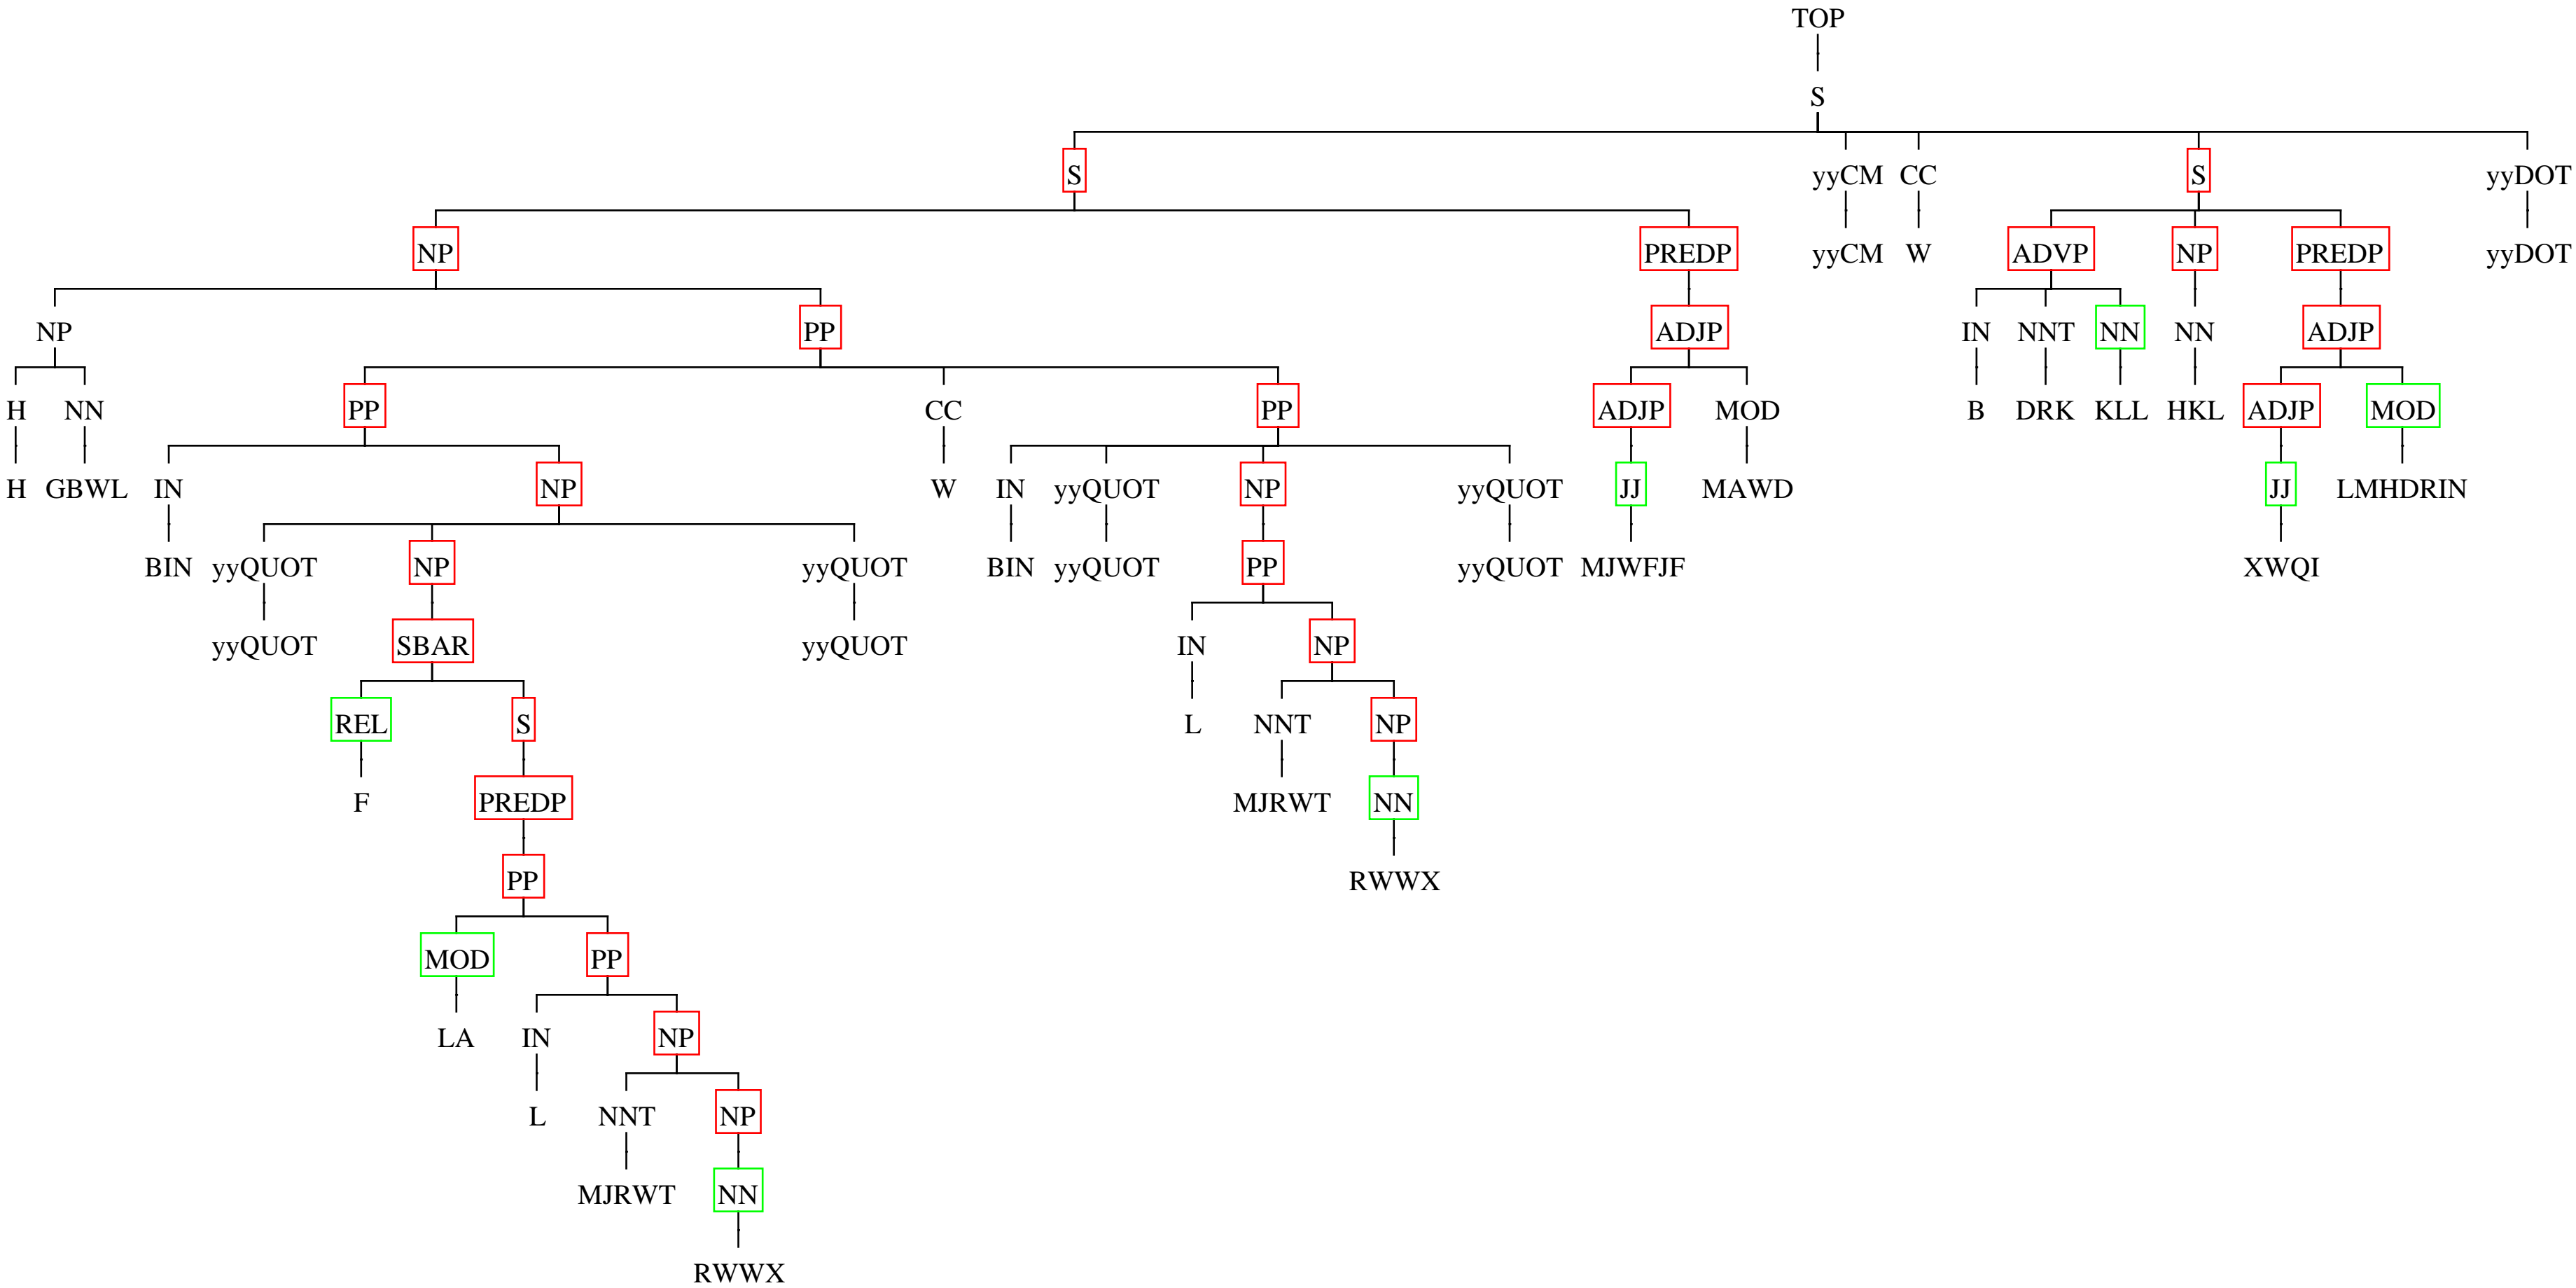 TOP
S
S yyCM CC S yyDOT
NP PREDP yyCM W ADVP NP PREDP yyDOT
NP PP ADJP IN NNT NN NN ADJP
H NN PP CC PP ADJP MOD B DRK KLL HKL ADJP MOD
H GBWL IN NP W IN yyQUOT NP yyQUOT JJ MAWD JJ LMHDRIN
BIN yyQUOT NP yyQUOT BIN yyQUOT PP yyQUOT MJWFJF XWQI
yyQUOT SBAR yyQUOT IN NP
REL S L NNT NP
F PREDP MJRWT NN
PP RWWX
MOD PP
LA IN NP
L NNT NP
MJRWT NN
RWWX